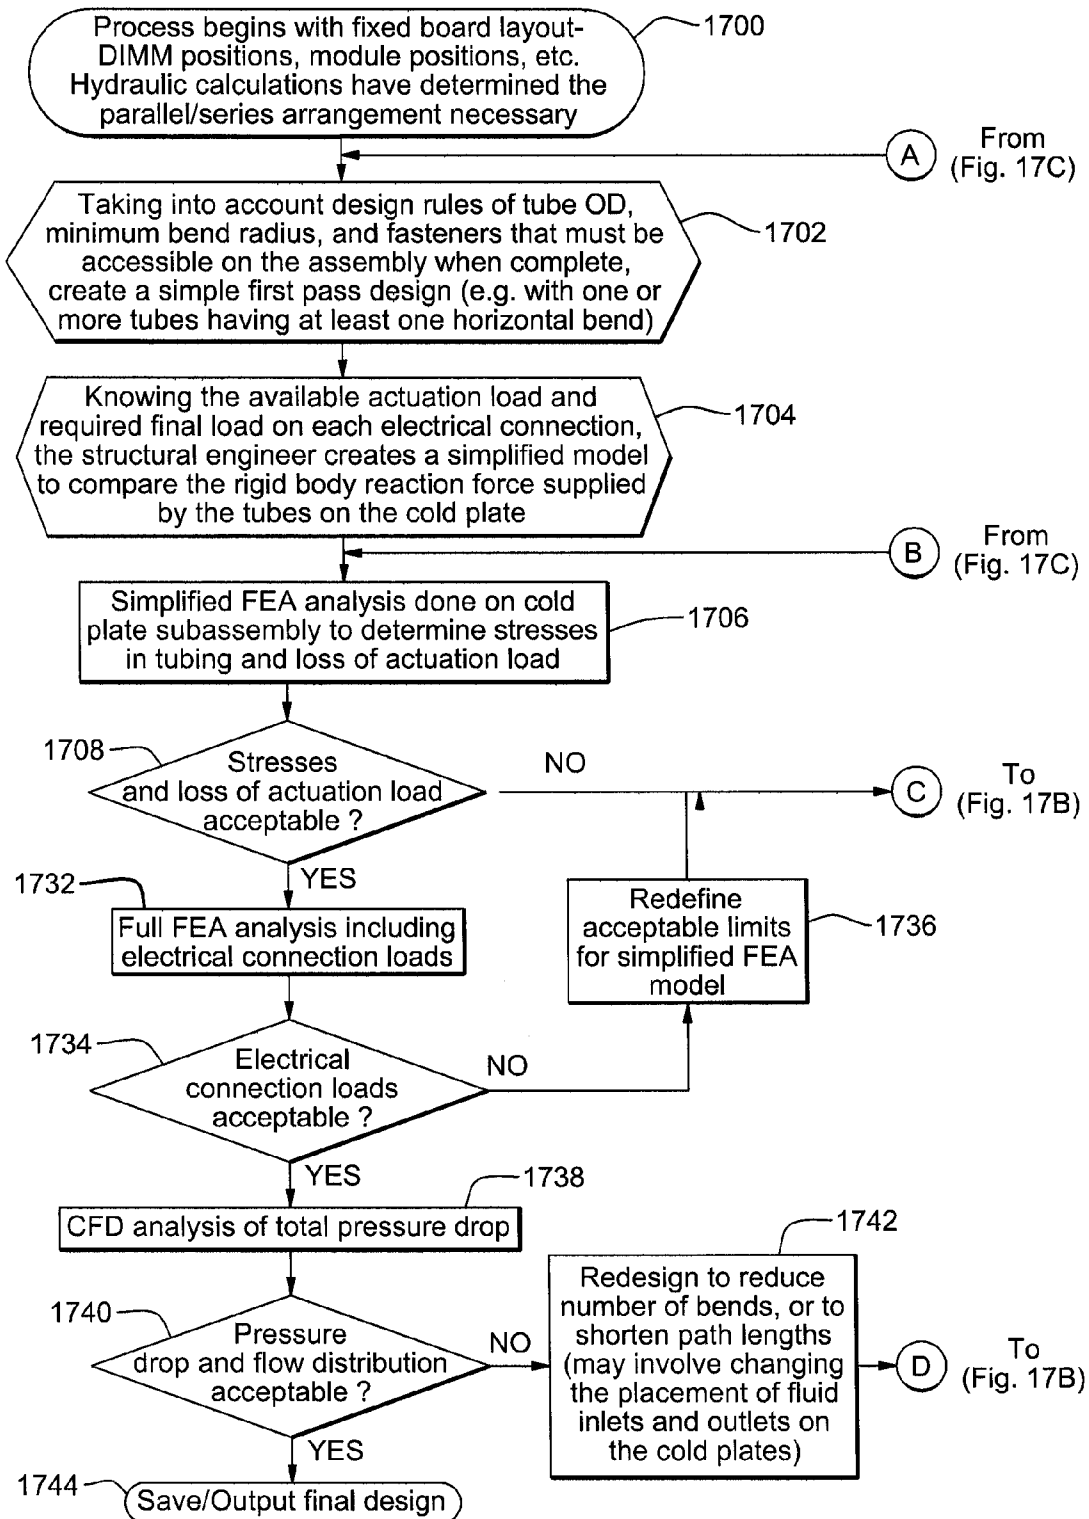 Process begins with fixed board layout-
DIMM positions, module positions, etc.
Hydraulic calculations have determined the
parallel/series arrangement necessary
1700
A
From
(Fig. 17C)
Taking into account design rules of tube OD,
minimum bend radius, and fasteners that must be
accessible on the assembly when complete,
create a simple first pass design (e.g. with one or
more tubes having at least one horizontal bend)
1702
Knowing the available actuation load and
required final load on each electrical connection,
the structural engineer creates a simplified model
to compare the rigid body reaction force supplied
by the tubes on the cold plate
1704
B
From
(Fig. 17C)
Simplified FEA analysis done on cold
plate subassembly to determine stresses
in tubing and loss of actuation load
1706
1708
Stresses
and loss of actuation load
acceptable ?
NO
C
To
(Fig. 17B)
YES
1732
Full FEA analysis including
electrical connection loads
Redefine
acceptable limits
for simplified FEA
model
1736
1734
Electrical
connection loads
acceptable ?
NO
YES
1738
CFD analysis of total pressure drop
1740
Pressure
drop and flow distribution
acceptable ?
NO
1742
Redesign to reduce
number of bends, or to
shorten path lengths
(may involve changing
the placement of fluid
inlets and outlets on
the cold plates)
D
To
(Fig. 17B)
YES
1744
Save/Output final design